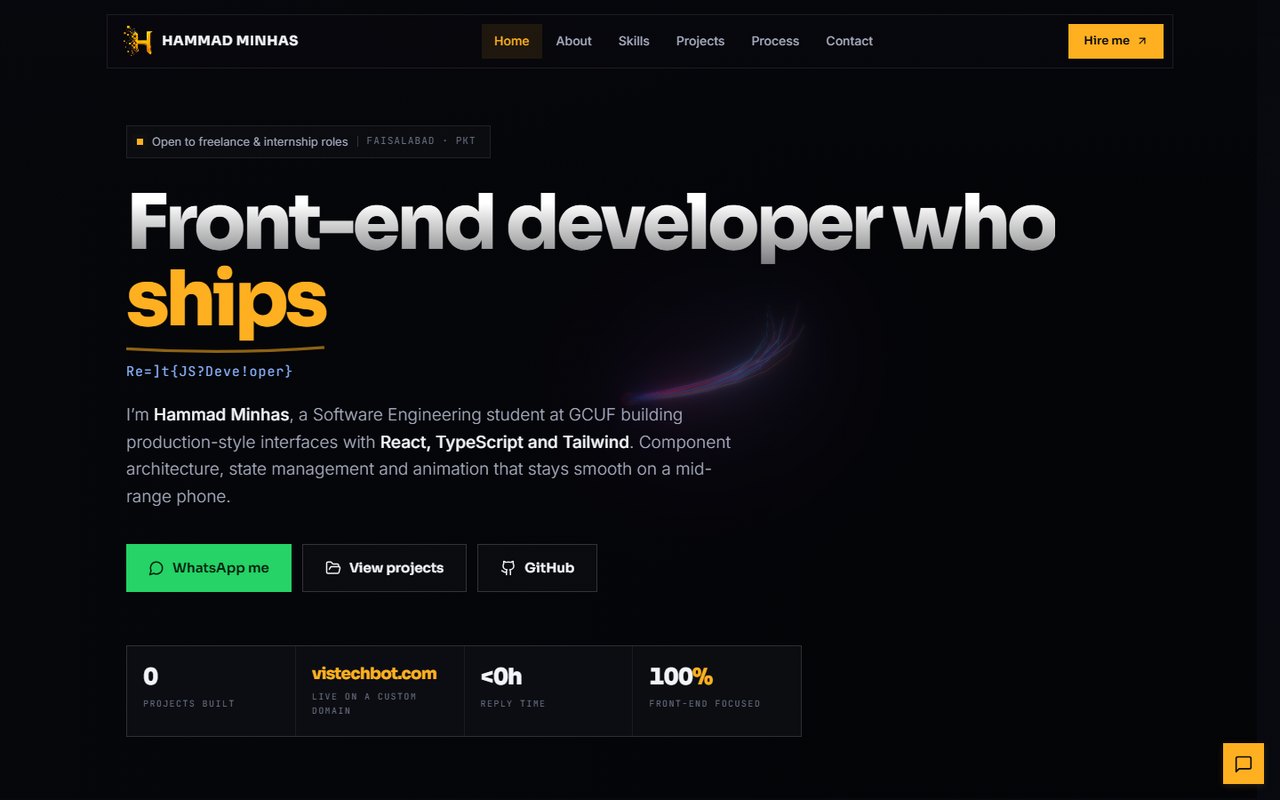 HAMMAD MINHAS
Home
About
Skills
Projects
Process
Contact
Hire me
Open to freelance & internship roles
FAISALABAD · PKT
Front-end developer who
ships
Re=]t{JS?Deve!oper}
I'm Hammad Minhas, a Software Engineering student at GCUF building
production-style interfaces with React, TypeScript and Tailwind. Component
architecture, state management and animation that stays smooth on a mid-
range phone.
WhatsApp me
View projects
GitHub
0
PROJECTS BUILT
vistechbot.com
LIVE ON A CUSTOM
DOMAIN
<0h
REPLY TIME
100%
FRONT-END FOCUSED